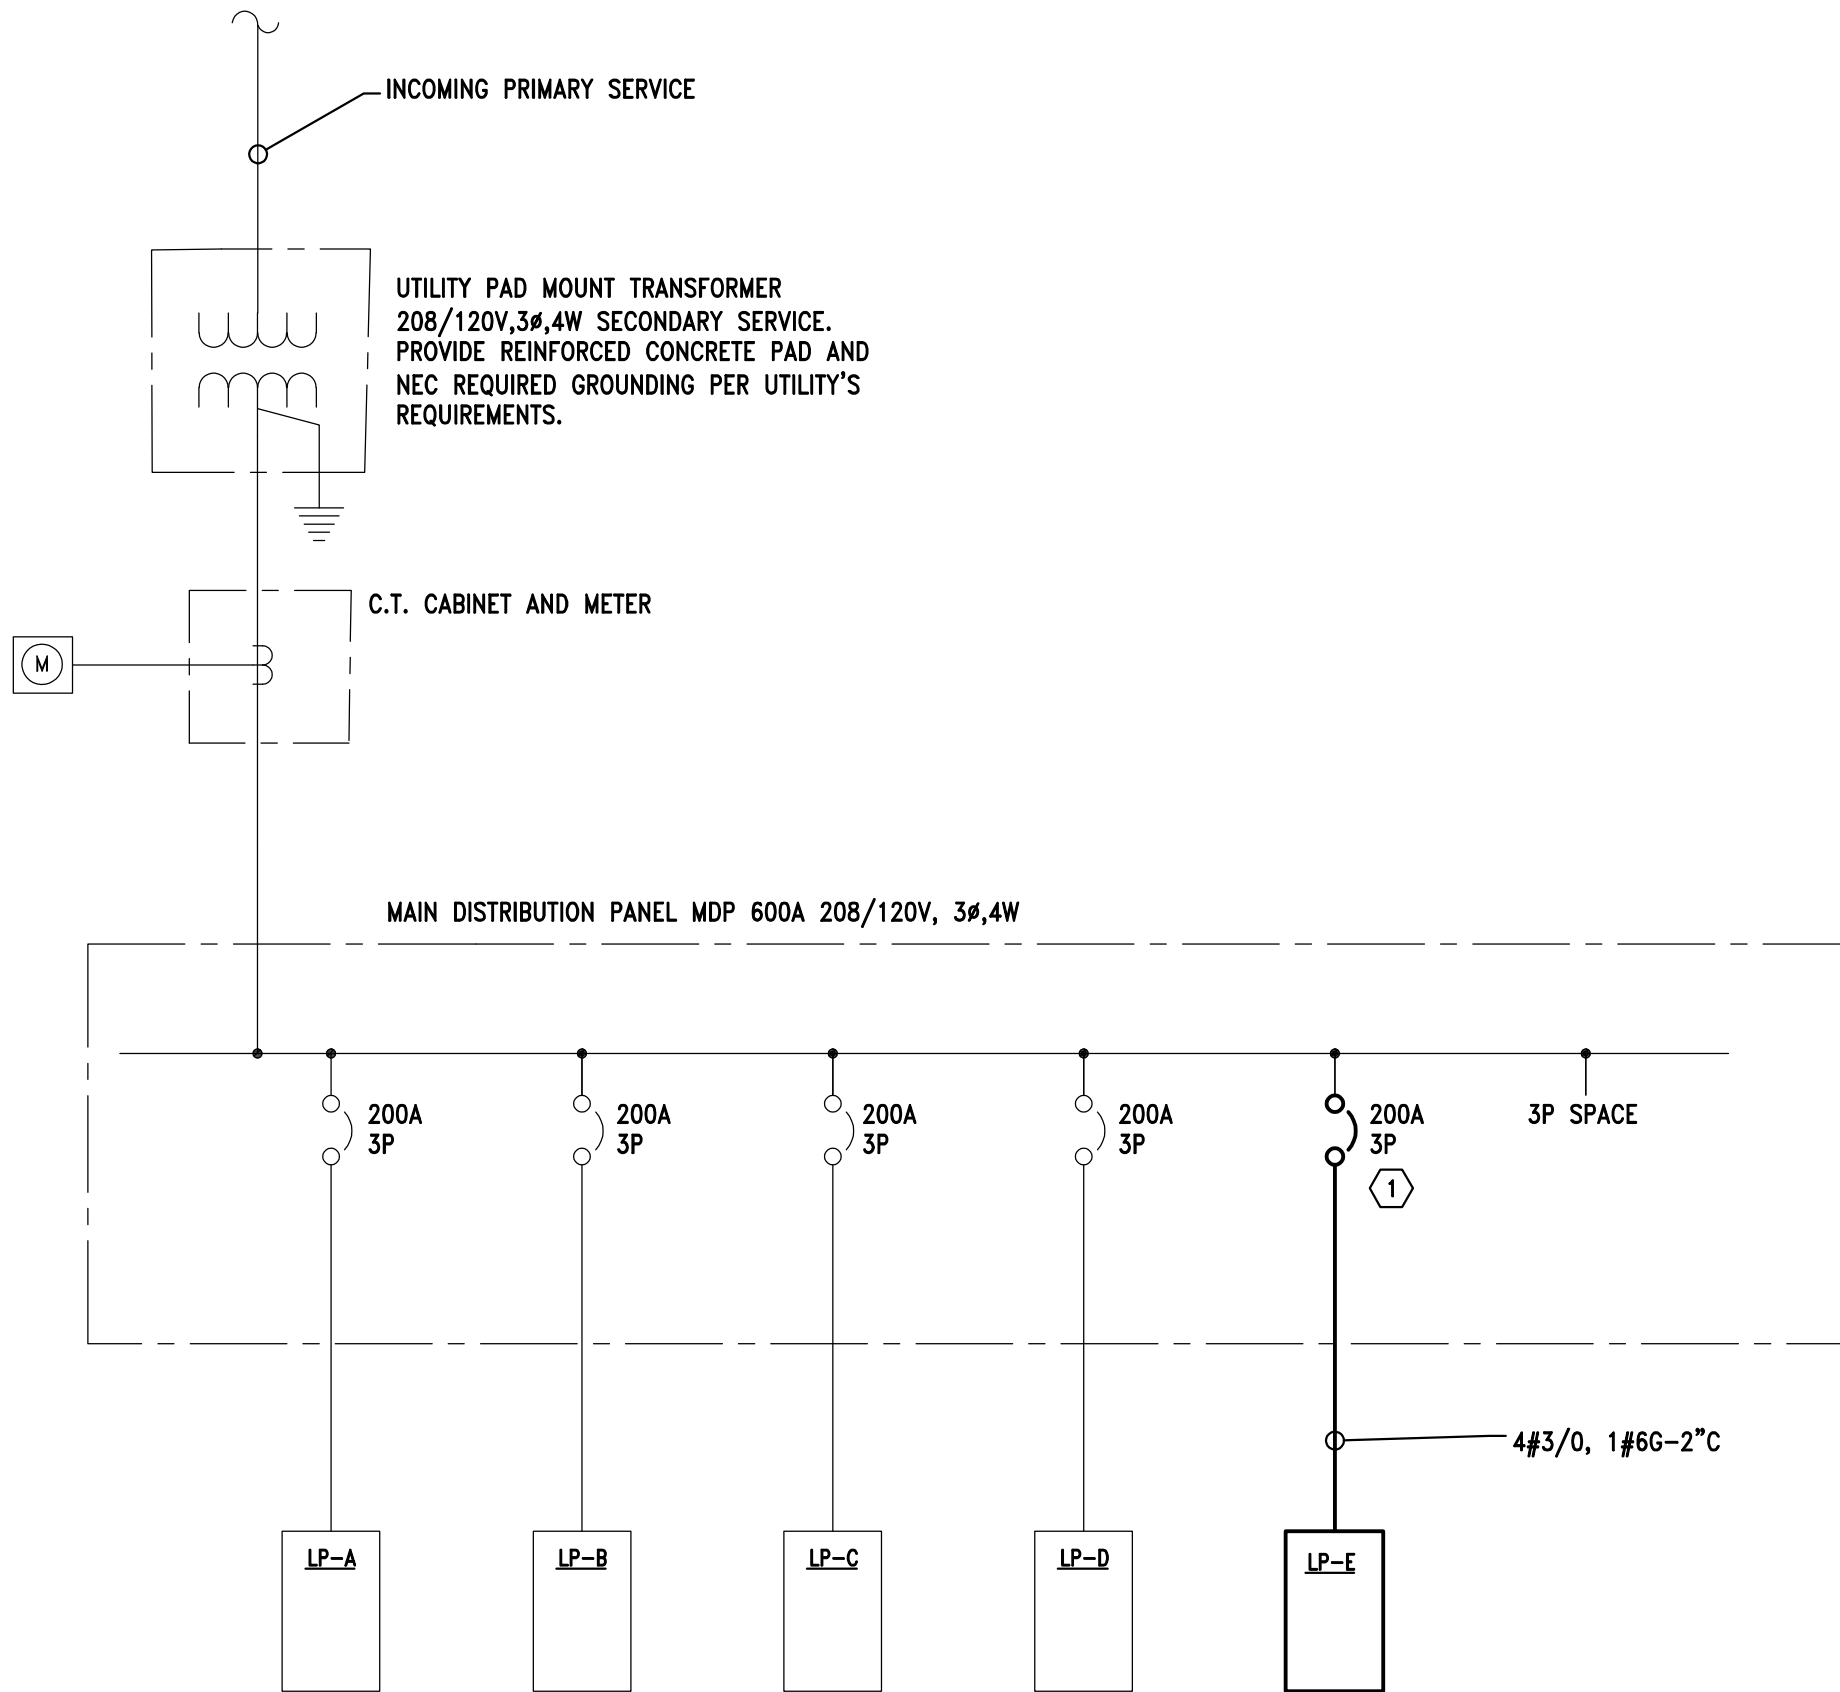 INCOMING PRIMARY SERVICE
UTILITY PAD MOUNT TRANSFORMER
208/120V,3ø,4W SECONDARY SERVICE.
PROVIDE REINFORCED CONCRETE PAD AND
NEC REQUIRED GROUNDING PER UTILITY'S
REQUIREMENTS.
C.T. CABINET AND METER
M
MAIN DISTRIBUTION PANEL MDP 600A 208/120V, 3ø,4W
200A
3P
200A
3P
200A
3P
200A
3P
200A
3P
1
3P SPACE
4#3/0, 1#6G-2"C
LP-A
LP-B
LP-C
LP-D
LP-E